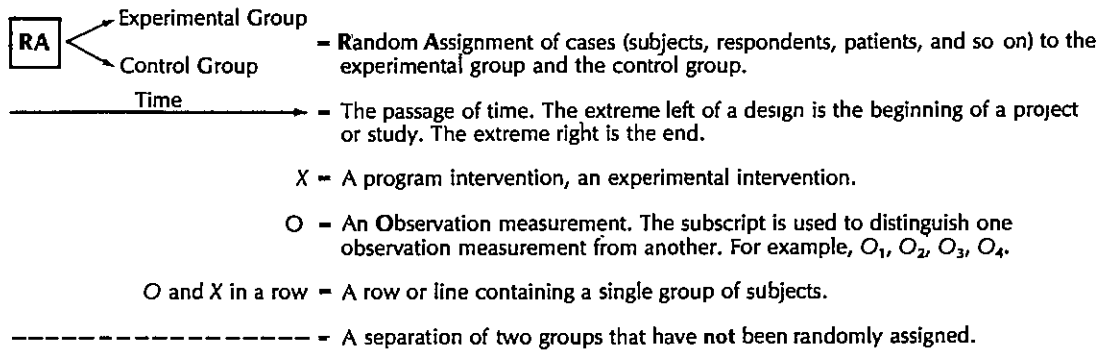 Experimental Group
RA
= Random Assignment of cases (subjects, respondents, patients, and so on) to the
Control Group
experimental group and the control group.
Time
= The passage of time. The extreme left of a design is the beginning of a project
or study. The extreme right is the end.
X = A program intervention, an experimental intervention.
O = An Observation measurement. The subscript is used to distinguish one
observation measurement from another. For example, O₁, O₂, O₃, O₄.
O and X in a row = A row or line containing a single group of subjects.
= A separation of two groups that have not been randomly assigned.